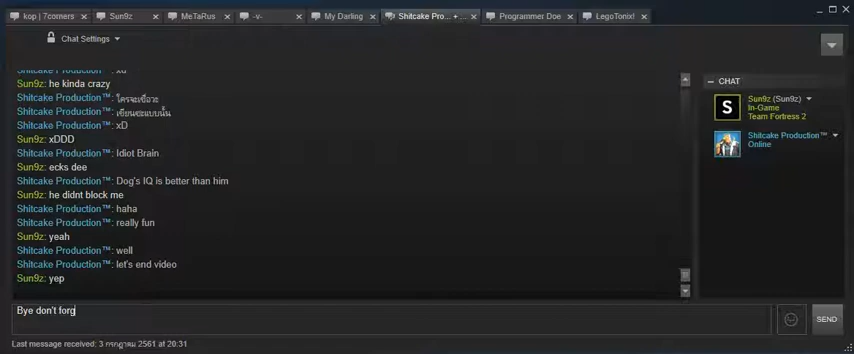 kop | 7corners
Sun9z
MeTaRus
-v-
My Darling
Shitcake Pro... + ...
Programmer Doe
LegoTonix!
Chat Settings
Shitcake Production™: xd
Sun9z: he kinda crazy
Shitcake Production™: ใครจะเชื่อวะ
Shitcake Production™: เขียนซะแบบนั้น
Shitcake Production™: xD
Sun9z: xDDD
Shitcake Production™: Idiot Brain
Sun9z: ecks dee
Shitcake Production™: Dog's IQ is better than him
Sun9z: he didnt block me
Shitcake Production™: haha
Shitcake Production™: really fun
Sun9z: yeah
Shitcake Production™: well
Shitcake Production™: let's end video
Sun9z: yep
CHAT
S
Sun9z (Sun9z)
In-Game
Team Fortress 2
Shitcake Production™
Online
Bye don't forg
SEND
Last message received: 3 กรกฎาคม 2561 at 20:31